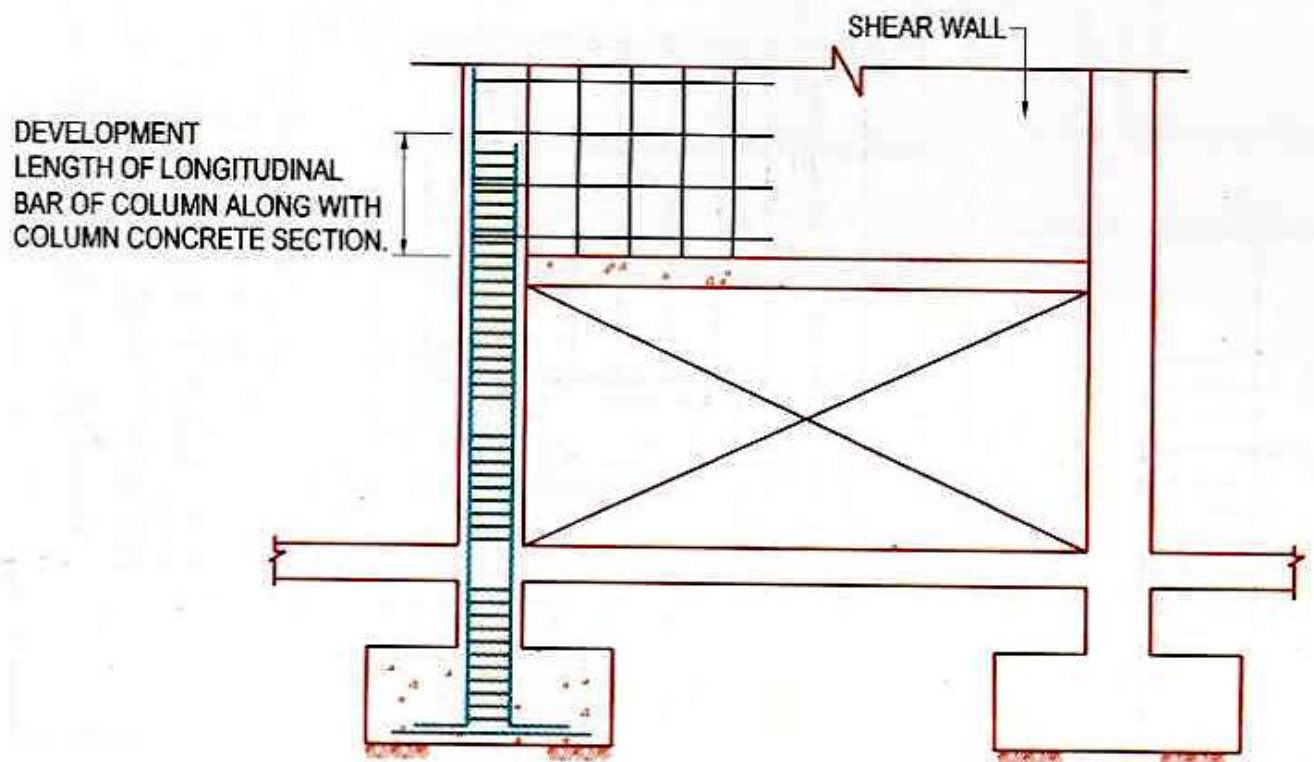 SHEAR WALL
DEVELOPMENT
LENGTH OF LONGITUDINAL
BAR OF COLUMN ALONG WITH
COLUMN CONCRETE SECTION.